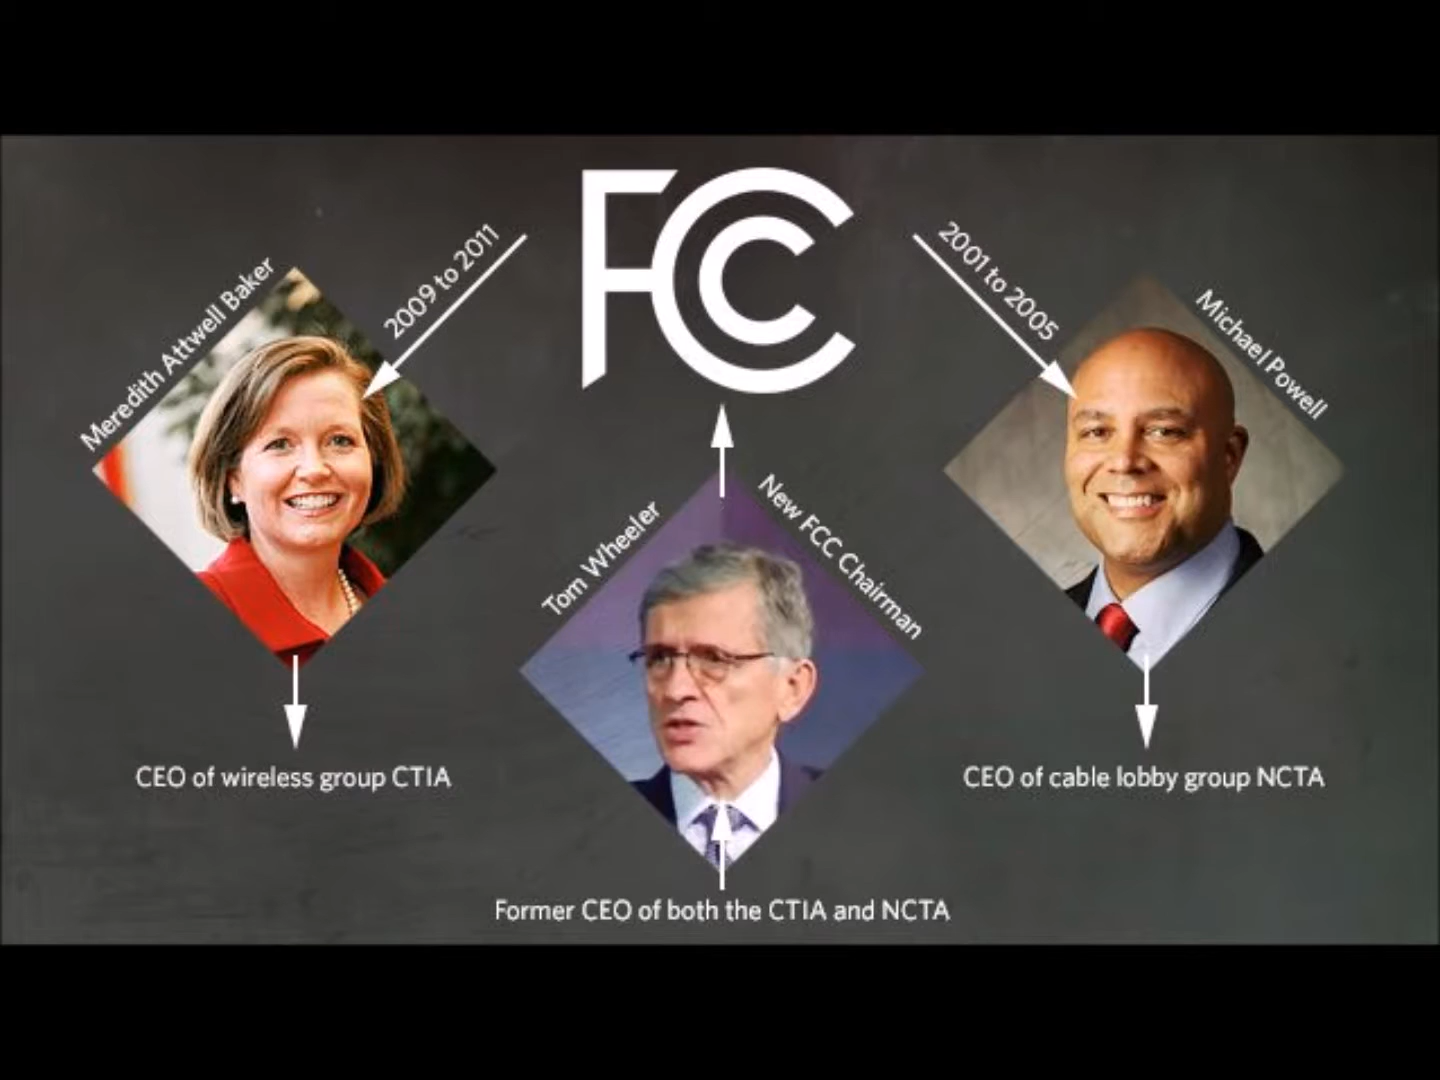 FCC
2009 to 2011
2001 to 2005
Meredith Attwell Baker
Michael Powell
Tom Wheeler
New FCC Chairman
CEO of wireless group CTIA
CEO of cable lobby group NCTA
Former CEO of both the CTIA and NCTA